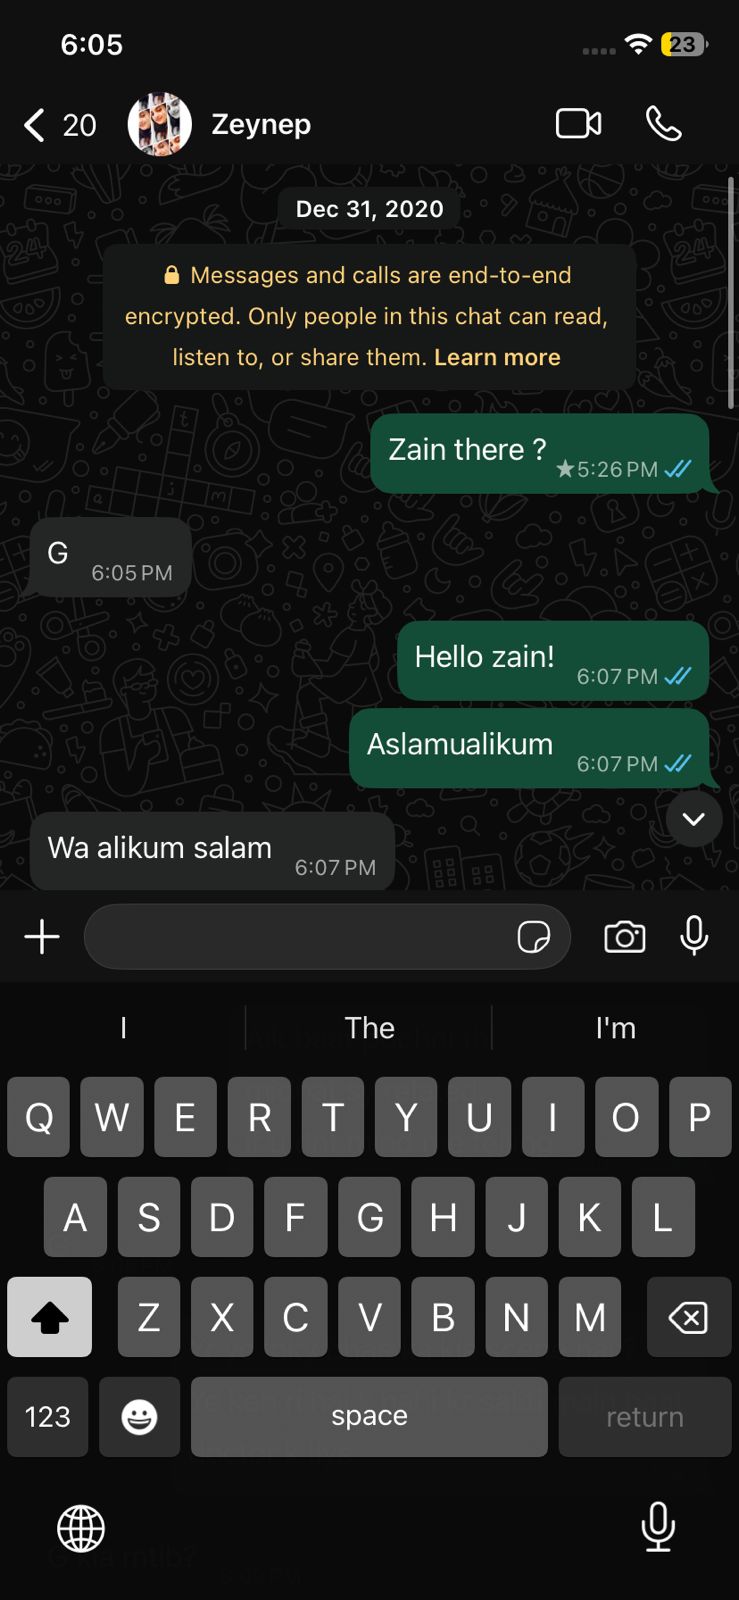 6:05
23
20
Zeynep
Dec 31, 2020
Messages and calls are end-to-end
encrypted. Only people in this chat can read,
listen to, or share them. Learn more
Zain there ?
5:26 PM
G
6:05 PM
Hello zain!
6:07 PM
Aslamualikum
6:07 PM
Wa alikum salam
6:07 PM
I The I'm
Q W E R T Y U I O P
A S D F G H J K L
Z X C V B N M
123 space return